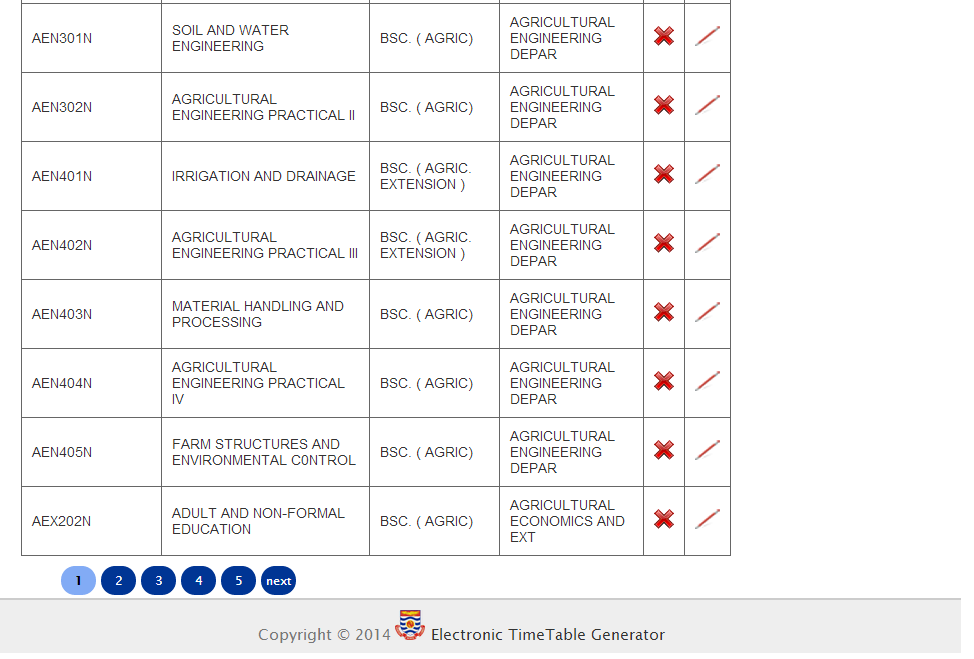 AEN301N
SOIL AND WATER
ENGINEERING
BSC. ( AGRIC)
AGRICULTURAL
ENGINEERING
DEPAR
AEN302N
AGRICULTURAL
ENGINEERING PRACTICAL II
BSC. ( AGRIC)
AGRICULTURAL
ENGINEERING
DEPAR
AEN401N
IRRIGATION AND DRAINAGE
BSC. ( AGRIC.
EXTENSION )
AGRICULTURAL
ENGINEERING
DEPAR
AEN402N
AGRICULTURAL
ENGINEERING PRACTICAL III
BSC. ( AGRIC.
EXTENSION )
AGRICULTURAL
ENGINEERING
DEPAR
AEN403N
MATERIAL HANDLING AND
PROCESSING
BSC. ( AGRIC)
AGRICULTURAL
ENGINEERING
DEPAR
AEN404N
AGRICULTURAL
ENGINEERING PRACTICAL
IV
BSC. ( AGRIC)
AGRICULTURAL
ENGINEERING
DEPAR
AEN405N
FARM STRUCTURES AND
ENVIRONMENTAL C0NTROL
BSC. ( AGRIC)
AGRICULTURAL
ENGINEERING
DEPAR
AEX202N
ADULT AND NON-FORMAL
EDUCATION
BSC. ( AGRIC)
AGRICULTURAL
ECONOMICS AND
EXT
1 2 3 4 5 next
Copyright © 2014 Electronic TimeTable Generator